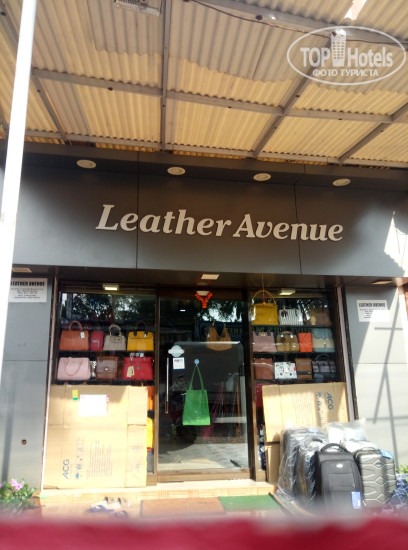 TOP Hotels
ФОТО ТУРИСТА
Leather Avenue
LEATHER AVENUE
LEATHER AVENUE
ACG
ACG